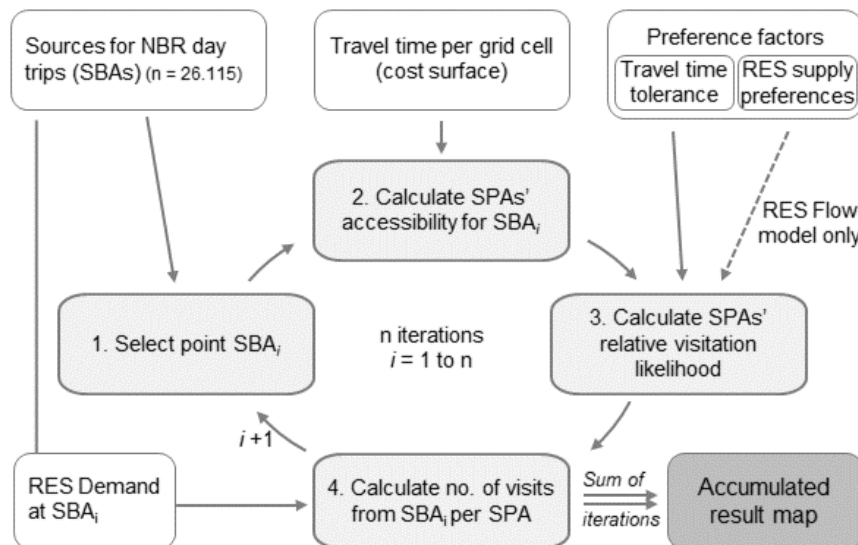 Sources for NBR day
trips (SBAs) (n = 26.115)
Travel time per grid cell
(cost surface)
Preference factors
Travel time
tolerance
RES supply
preferences
2. Calculate SPAs'
accessibility for SBAi
RES Flow
model only
1. Select point SBAi
n iterations
i = 1 to n
3. Calculate SPAs'
relative visitation
likelihood
i +1
RES Demand
at SBAi
4. Calculate no. of visits
from SBAi per SPA
Sum of
iterations
Accumulated
result map